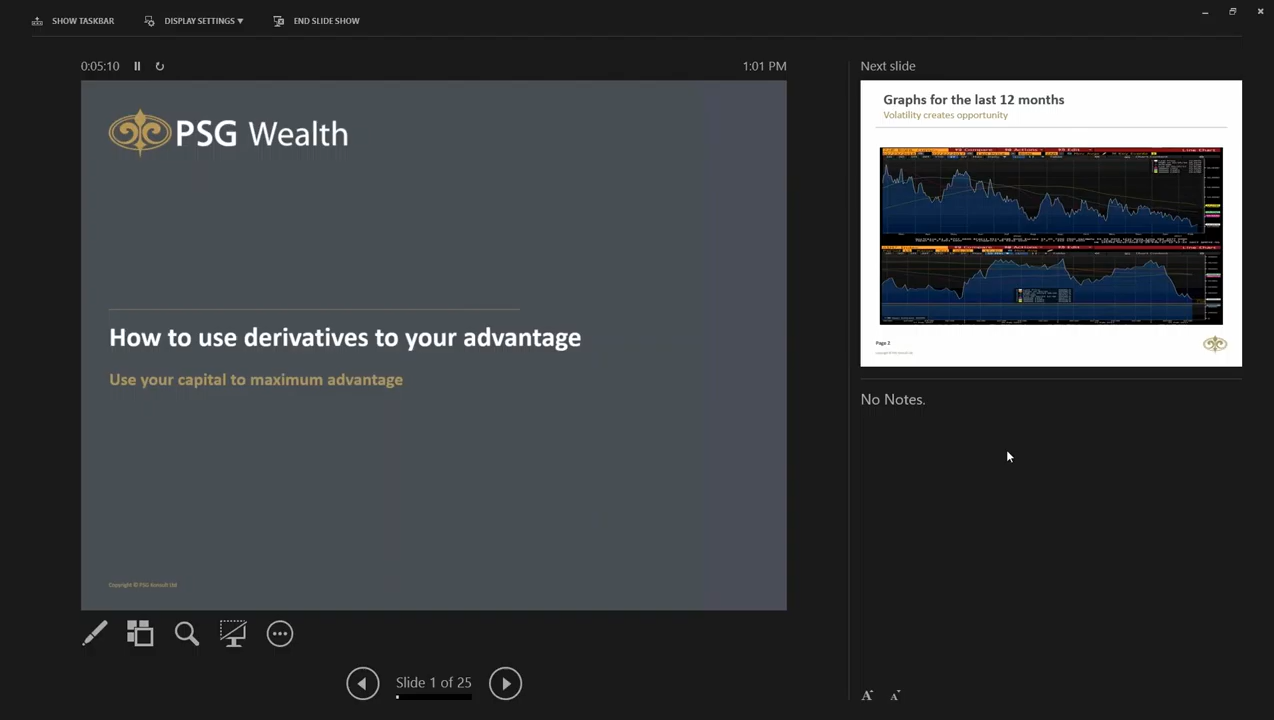 SHOW TASKBAR
DISPLAY SETTINGS ▾
END SLIDE SHOW
0:05:10
1:01 PM
PSG Wealth
How to use derivatives to your advantage
Use your capital to maximum advantage
Copyright © PSG Konsult Ltd
Slide 1 of 25
Next slide
Graphs for the last 12 months
Volatility creates opportunity
Page 2
No Notes.